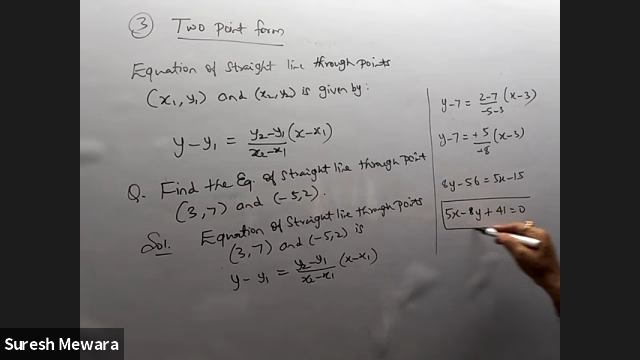 ③ Two point form
Equation of straight line through points
(x₁, y₁) and (x₂, y₂) is given by:
y - y₁ = y₂-y₁/x₂-x₁ (x-x₁)
Q. Find the Eq. of straight line through point
(3,7) and (-5,2).
Sol. Equation of straight line through points
(3,7) and (-5,2) is
y - y₁ = y₂-y₁/x₂-x₁ (x-x₁)
y-7 = 2-7/-5-3 (x-3)
y-7 = +5/+8 (x-3)
8y-56 = 5x-15
5x-8y+41=0
Suresh Mewara